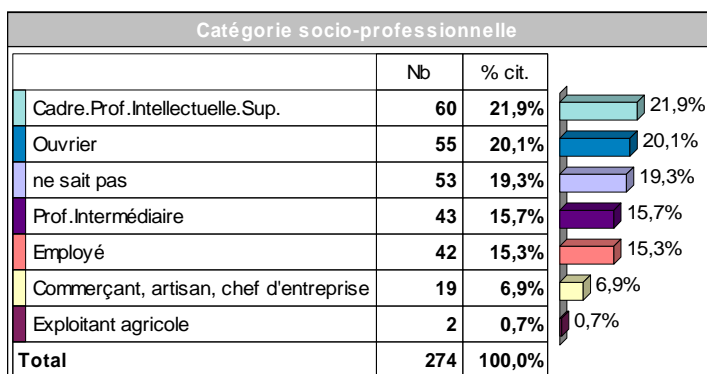 Catégorie socio-professionnelle
Nb % cit.
Cadre.Prof.Intellectuelle.Sup. 60 21,9% 21,9%
Ouvrier 55 20,1% 20,1%
ne sait pas 53 19,3% 19,3%
Prof.Intermédiaire 43 15,7% 15,7%
Employé 42 15,3% 15,3%
Commerçant, artisan, chef d'entreprise 19 6,9% 6,9%
Exploitant agricole 2 0,7% 0,7%
Total 274 100,0%